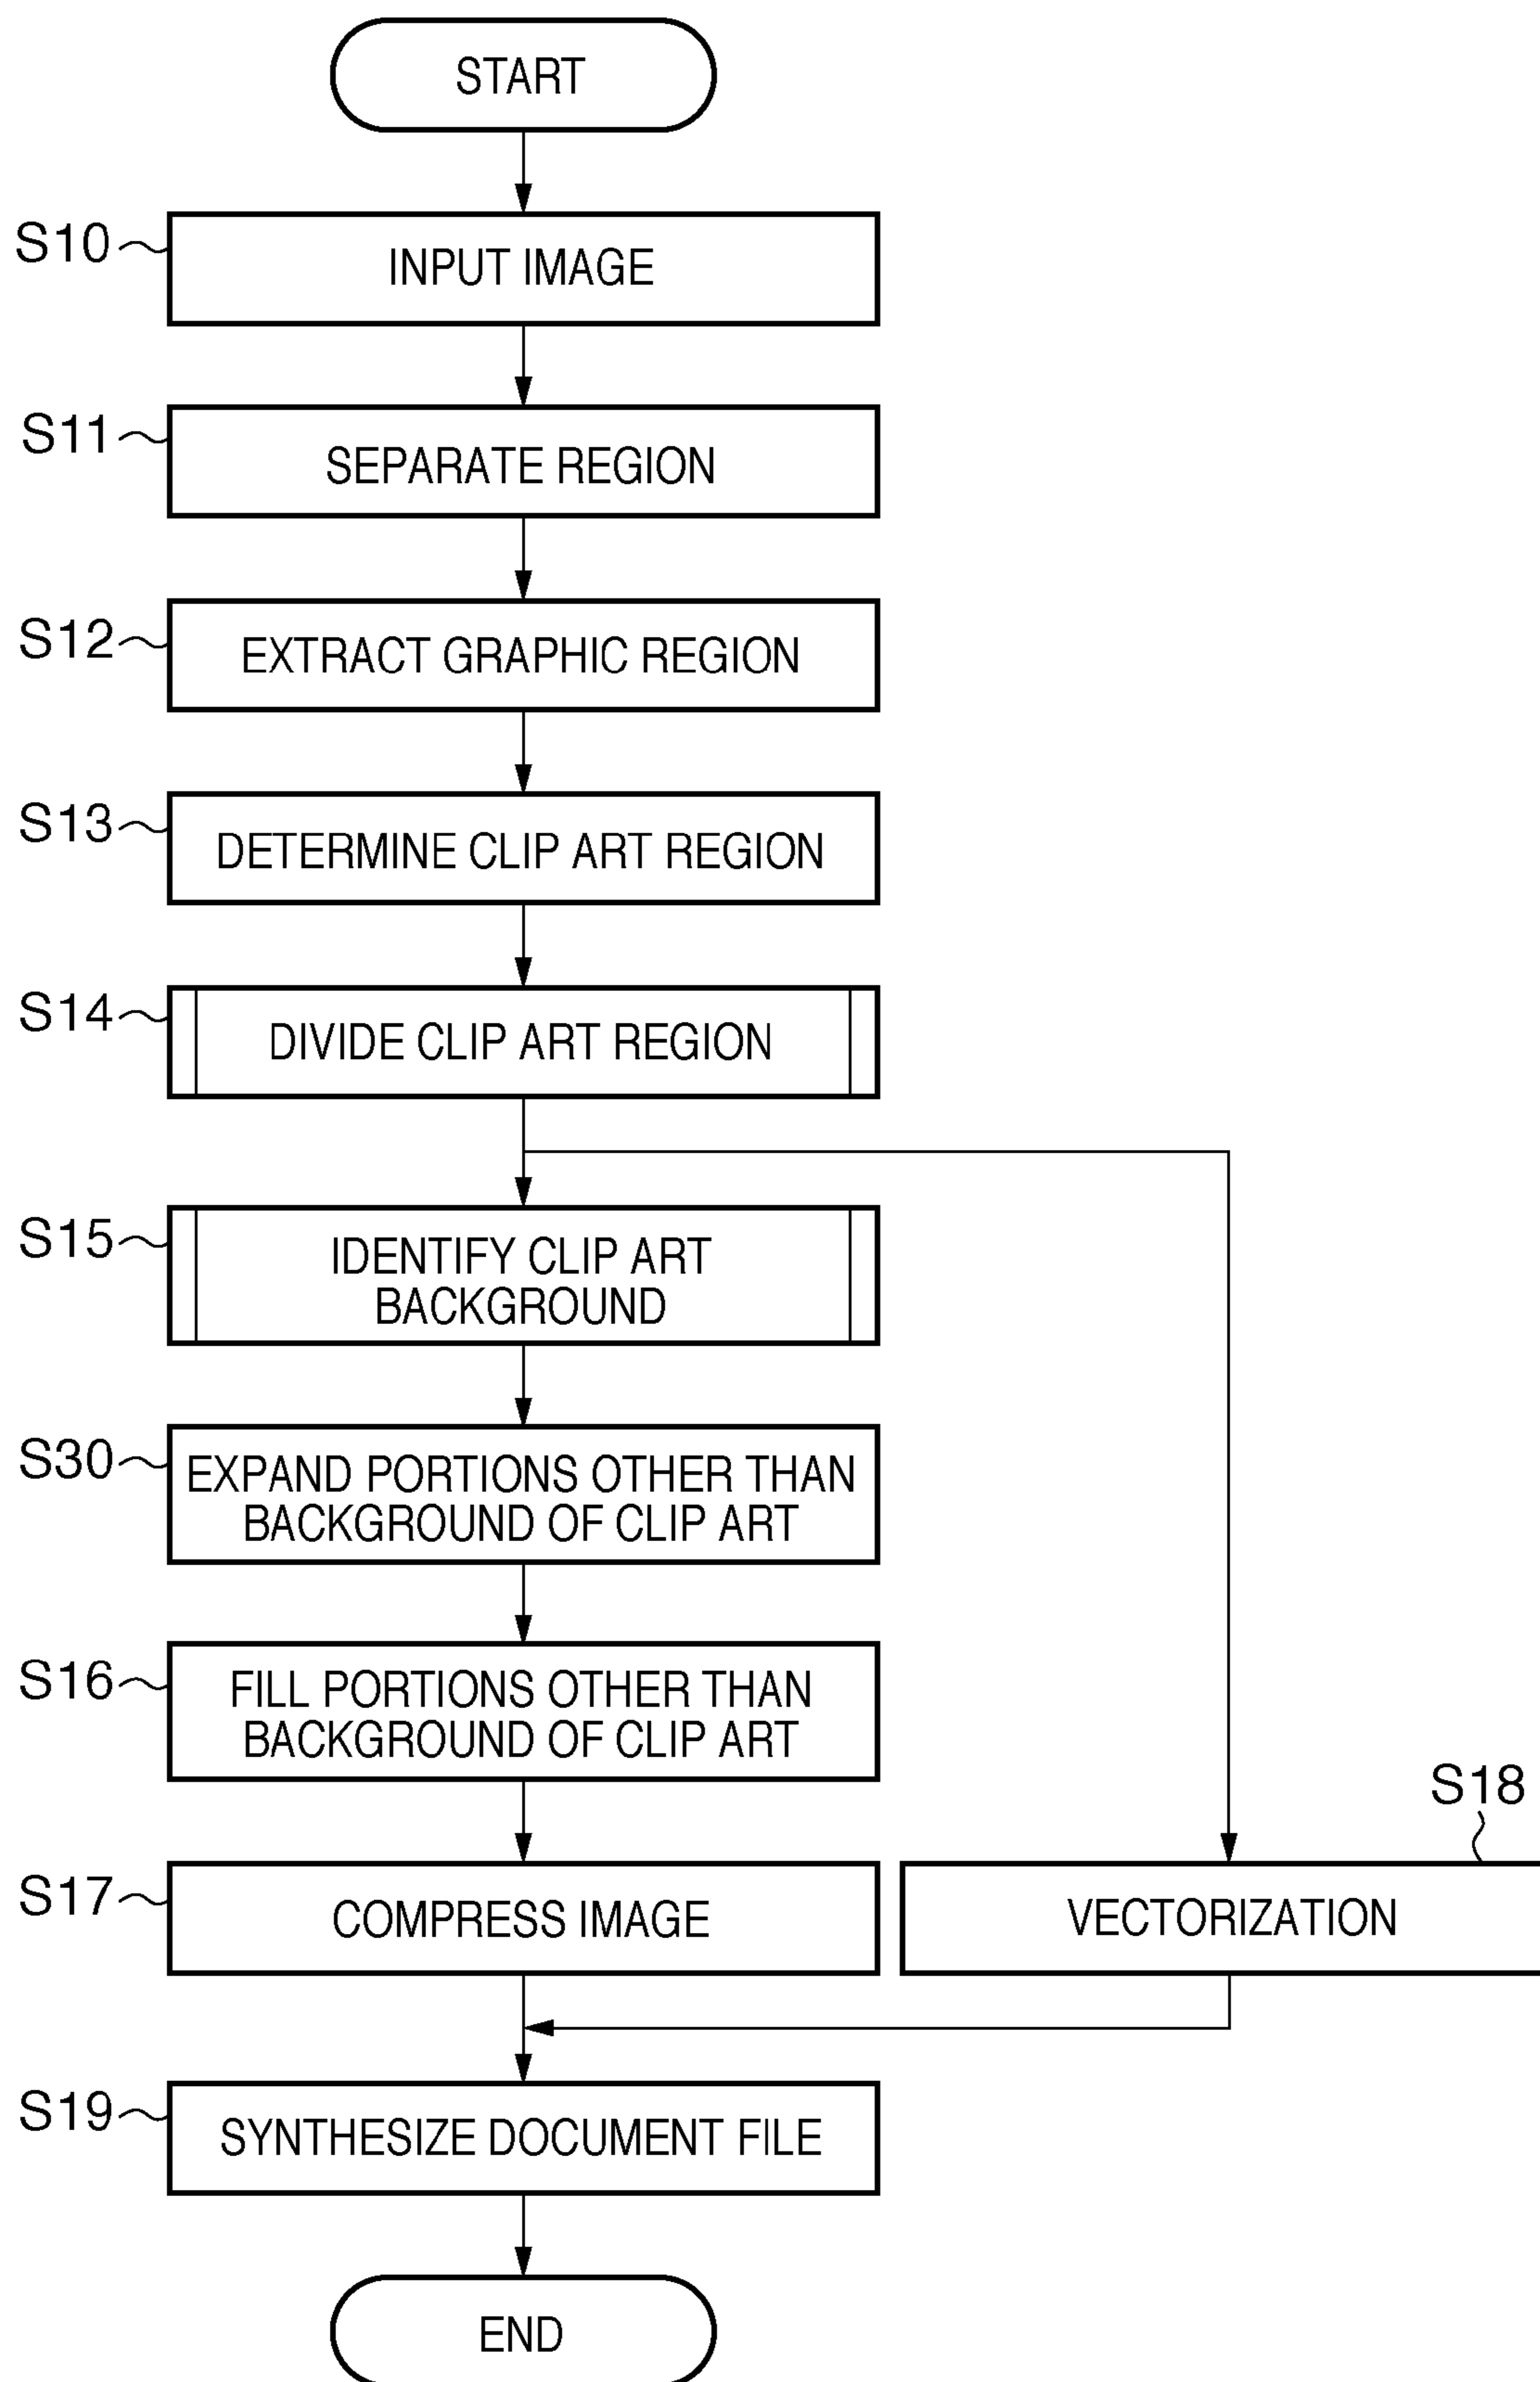 START
S10
INPUT IMAGE
S11
SEPARATE REGION
S12
EXTRACT GRAPHIC REGION
S13
DETERMINE CLIP ART REGION
S14
DIVIDE CLIP ART REGION
S15
IDENTIFY CLIP ART
BACKGROUND
S30
EXPAND PORTIONS OTHER THAN
BACKGROUND OF CLIP ART
S16
FILL PORTIONS OTHER THAN
BACKGROUND OF CLIP ART
S17
COMPRESS IMAGE
S18
VECTORIZATION
S19
SYNTHESIZE DOCUMENT FILE
END